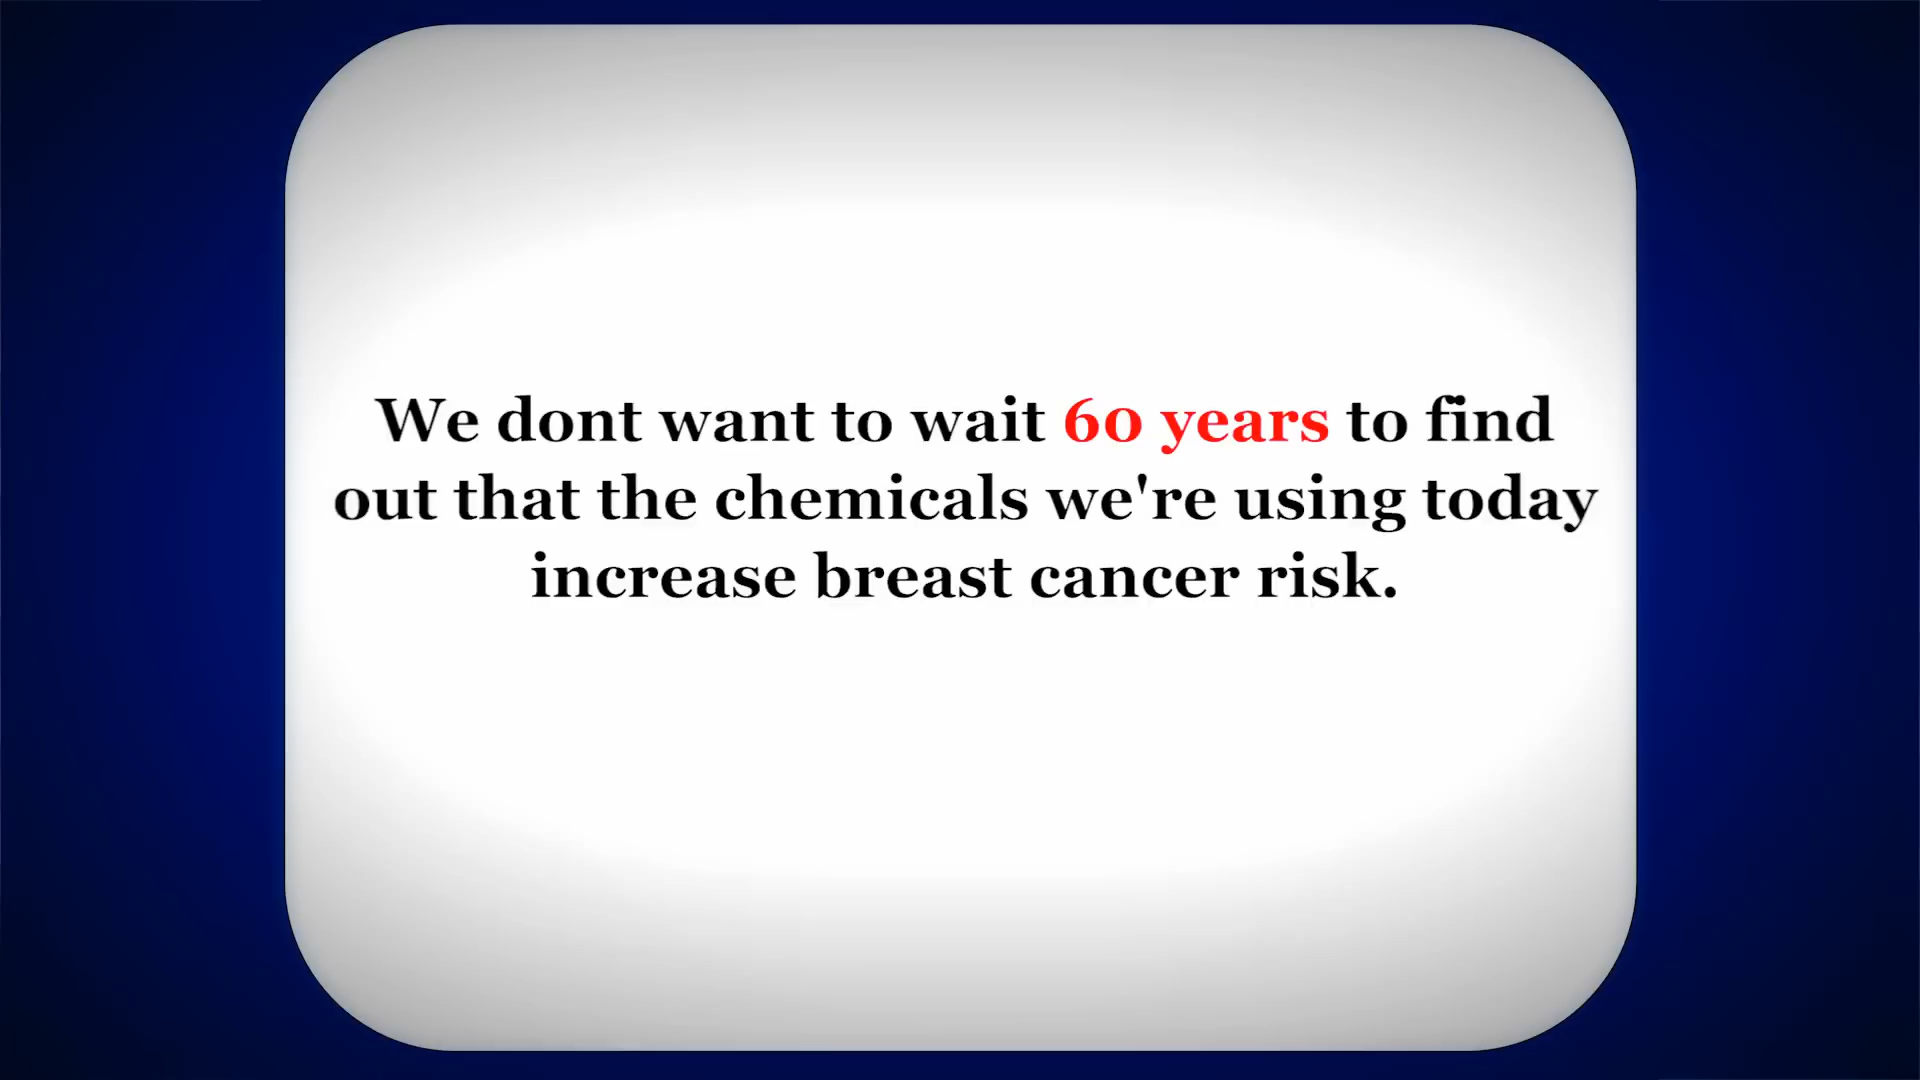 We dont want to wait 60 years to find
out that the chemicals we're using today
increase breast cancer risk.